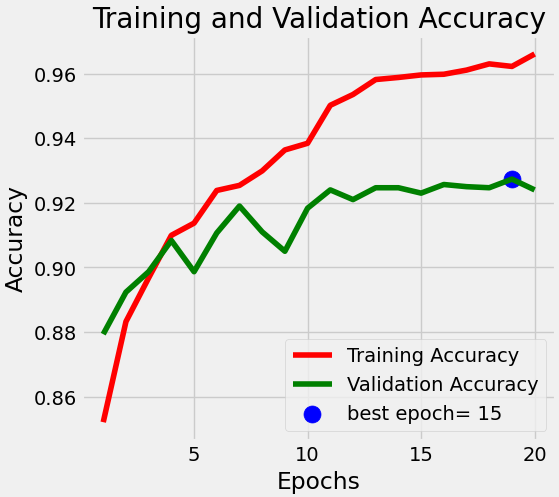 Training and Validation Accuracy
Accuracy
0.96
0.94
0.92
0.90
0.88
0.86
Training Accuracy
Validation Accuracy
best epoch= 15
5
10
15
20
Epochs